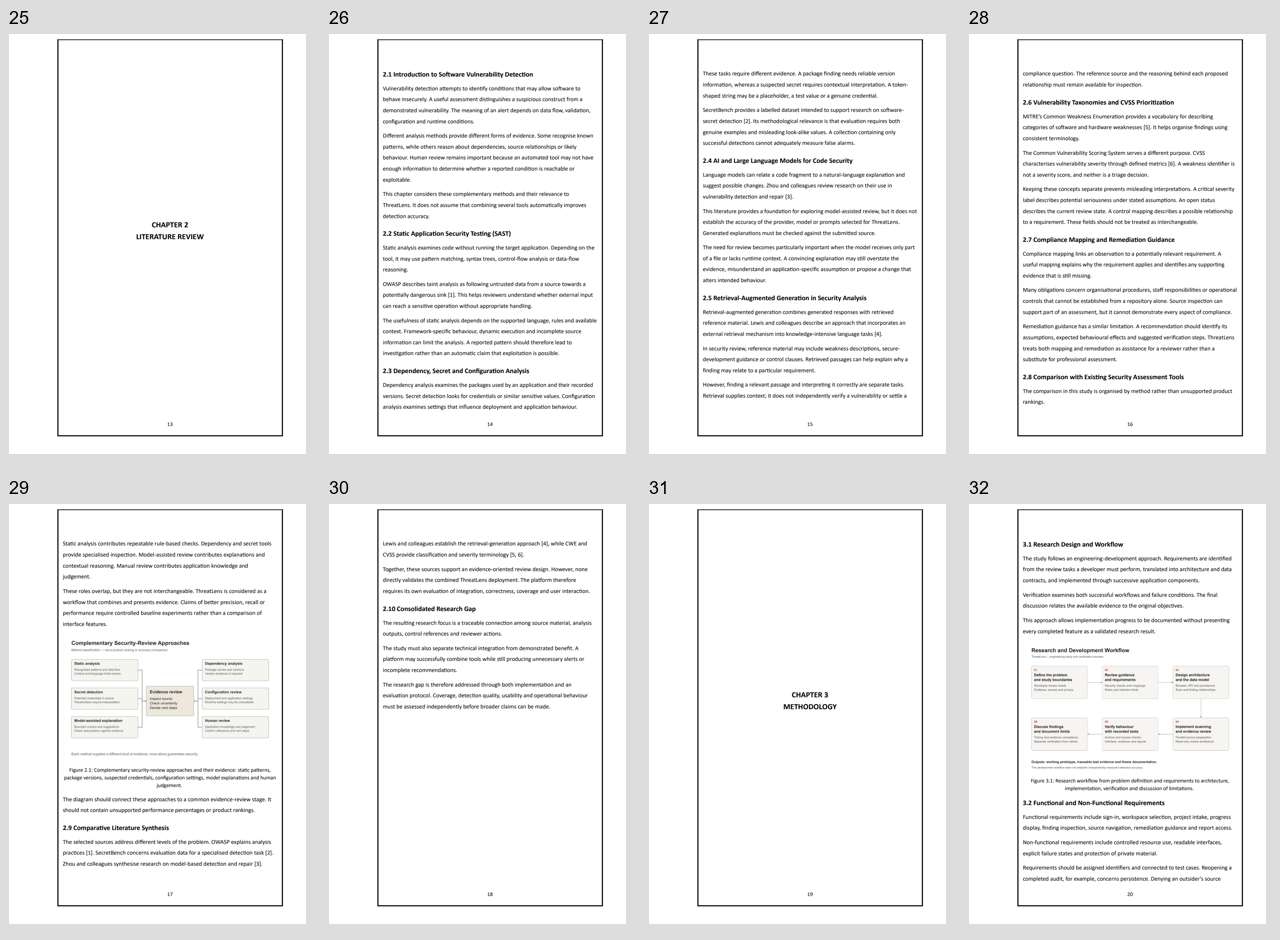 25
CHAPTER 2
LITERATURE REVIEW
13
26
2.1 Introduction to Software Vulnerability Detection
Vulnerability detection attempts to identify conditions that may allow software to
behave insecurely. A useful assessment distinguishes a suspicious construct from a
demonstrated vulnerability. The meaning of an alert depends on data flow, validation,
configuration and runtime conditions.
Different analysis methods provide different forms of evidence. Some recognise known
patterns, while others reason about dependencies, source relationships or likely
behaviour. Human review remains important because an automated tool may not have
enough information to determine whether a reported condition is reachable or
exploitable.
This chapter considers these complementary methods and their relevance to
ThreatLens. It does not assume that combining several tools automatically improves
detection accuracy.
2.2 Static Application Security Testing (SAST)
Static analysis examines code without running the target application. Depending on the
tool, it may use pattern matching, syntax trees, control-flow analysis or data-flow
reasoning.
OWASP describes taint analysis as following untrusted data from a source towards a
potentially dangerous sink [1]. This helps reviewers understand whether external input
can reach a sensitive operation without appropriate handling.
The usefulness of static analysis depends on the supported language, rules and available
context. Framework-specific behaviour, dynamic execution and incomplete source
information can limit the analysis. A reported pattern should therefore lead to
investigation rather than an automatic claim that exploitation is possible.
2.3 Dependency, Secret and Configuration Analysis
Dependency analysis examines the packages used by an application and their recorded
versions. Secret detection looks for credentials or similar sensitive values. Configuration
analysis examines settings that influence deployment and application behaviour.
14
27
These tasks require different evidence. A package finding needs reliable version
information, whereas a suspected secret requires contextual interpretation. A token-
shaped string may be a placeholder, a test value or a genuine credential.
SecretBench provides a labelled dataset intended to support research on software-
secret detection [2]. Its methodological relevance is that evaluation requires both
genuine examples and misleading look-alike values. A collection containing only
successful detections cannot adequately measure false alarms.
2.4 AI and Large Language Models for Code Security
Language models can relate a code fragment to a natural-language explanation and
suggest possible changes. Zhou and colleagues review research on their use in
vulnerability detection and repair [3].
This literature provides a foundation for exploring model-assisted review, but it does not
establish the accuracy of the provider, model or prompts selected for ThreatLens.
Generated explanations must be checked against the submitted source.
The need for review becomes particularly important when the model receives only part
of a file or lacks runtime context. A convincing explanation may still overstate the
evidence, misunderstand an application-specific assumption or propose a change that
alters intended behaviour.
2.5 Retrieval-Augmented Generation in Security Analysis
Retrieval-augmented generation combines generated responses with retrieved
reference material. Lewis and colleagues describe an approach that incorporates an
external retrieval mechanism into knowledge-intensive language tasks [4].
In security review, reference material may include weakness descriptions, secure-
development guidance or control clauses. Retrieved passages can help explain why a
finding may relate to a particular requirement.
However, finding a relevant passage and interpreting it correctly are separate tasks.
Retrieval supplies context; it does not independently verify a vulnerability or settle a
15
28
compliance question. The reference source and the reasoning behind each proposed
relationship must remain available for inspection.
2.6 Vulnerability Taxonomies and CVSS Prioritization
MITRE's Common Weakness Enumeration provides a vocabulary for describing
categories of software and hardware weaknesses [5]. It helps organise findings using
consistent terminology.
The Common Vulnerability Scoring System serves a different purpose. CVSS
characterises vulnerability severity through defined metrics [6]. A weakness identifier is
not a severity score, and neither is a triage decision.
Keeping these concepts separate prevents misleading interpretations. A critical severity
label describes potential seriousness under stated assumptions. An open status
describes the current review state. A control mapping describes a possible relationship
to a requirement. These fields should not be treated as interchangeable.
2.7 Compliance Mapping and Remediation Guidance
Compliance mapping links an observation to a potentially relevant requirement. A
useful mapping explains why the requirement applies and identifies any supporting
evidence that is still missing.
Many obligations concern organisational procedures, staff responsibilities or operational
controls that cannot be established from a repository alone. Source inspection can
support part of an assessment, but it cannot demonstrate every aspect of compliance.
Remediation guidance has a similar limitation. A recommendation should identify its
assumptions, expected behavioural effects and suggested verification steps. ThreatLens
treats both mapping and remediation as assistance for a reviewer rather than a
substitute for professional assessment.
2.8 Comparison with Existing Security Assessment Tools
The comparison in this study is organised by method rather than unsupported product
rankings.
16
29
Static analysis contributes repeatable rule-based checks. Dependency and secret tools
provide specialised inspection. Model-assisted review contributes explanations and
contextual reasoning. Manual review contributes application knowledge and
judgement.
These roles overlap, but they are not interchangeable. ThreatLens is considered as a
workflow that combines and presents evidence. Claims of better precision, recall or
performance require controlled baseline experiments rather than a comparison of
interface features.
Complementary Security-Review Approaches
Static analysis
Dependency analysis
Secret detection
Evidence review
Inspect source
Check uncertainty
Decide next steps
Configuration review
Model-assisted explanation
Human review
Each method supplies a different kind of evidence; none alone guarantees security.
Figure 2.1: Complementary security-review approaches and their evidence: static patterns,
package versions, suspected credentials, configuration settings, model explanations and human
judgement.
The diagram should connect these approaches to a common evidence-review stage. It
should not contain unsupported performance percentages or product rankings.
2.9 Comparative Literature Synthesis
The selected sources address different levels of the problem. OWASP explains analysis
practices [1]. SecretBench concerns evaluation data for a specialised detection task [2].
Zhou and colleagues synthesise research on model-based detection and repair [3].
17
30
Lewis and colleagues establish the retrieval-generation approach [4], while CWE and
CVSS provide classification and severity terminology [5, 6].
Together, these sources support an evidence-oriented review design. However, none
directly validates the combined ThreatLens deployment. The platform therefore
requires its own evaluation of integration, correctness, coverage and user interaction.
2.10 Consolidated Research Gap
The resulting research focus is a traceable connection among source material, analysis
outputs, control references and reviewer actions.
The study must also separate technical integration from demonstrated benefit. A
platform may successfully combine tools while still producing unnecessary alerts or
incomplete recommendations.
The research gap is therefore addressed through both implementation and an
evaluation protocol. Coverage, detection quality, usability and operational behaviour
must be assessed independently before broader claims can be made.
18
31
CHAPTER 3
METHODOLOGY
19
32
3.1 Research Design and Workflow
The study follows an engineering-development approach. Requirements are identified
from the review tasks a developer must perform, translated into architecture and data
contracts, and implemented through successive application components.
Verification examines both successful workflows and failure conditions. The final
discussion relates the available evidence to the original objectives.
This approach allows implementation progress to be documented without presenting
every completed feature as a validated research result.
Research and Development Workflow
Define the problem
and study boundaries
Review guidance
and requirements
Design architecture
and the data model
Discuss findings
and document limits
Verify behaviour
with recorded tests
Implement scanning
and evidence review
Outputs: working prototype, traceable test evidence and thesis documentation.
Figure 3.1: Research workflow from problem definition and requirements to architecture,
implementation, verification and discussion of limitations.
3.2 Functional and Non-Functional Requirements
Functional requirements include sign-in, workspace selection, project intake, progress
display, finding inspection, source navigation, remediation guidance and report access.
Non-functional requirements include controlled resource use, readable interfaces,
explicit failure states and protection of private material.
Requirements should be assigned identifiers and connected to test cases. Reopening a
completed audit, for example, concerns persistence. Denying an outsider's source
20